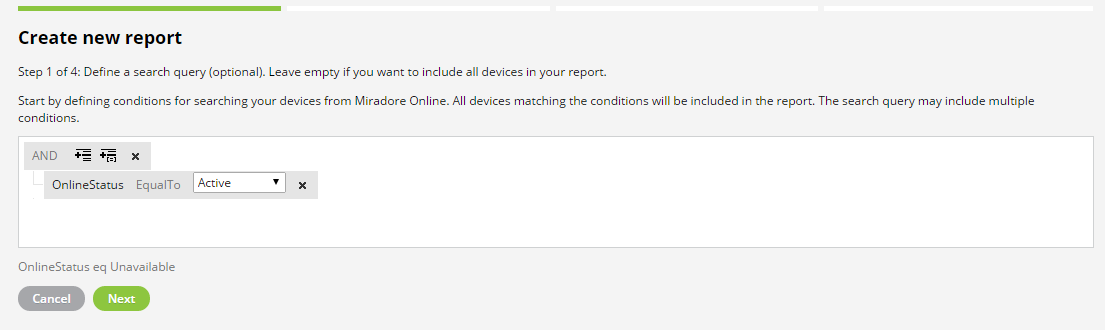 Create new report
Step 1 of 4: Define a search query (optional). Leave empty if you want to include all devices in your report.
Start by defining conditions for searching your devices from Miradore Online. All devices matching the conditions will be included in the report. The search query may include multiple
conditions.
AND
OnlineStatus EqualTo Active
OnlineStatus eq Unavailable
Cancel Next